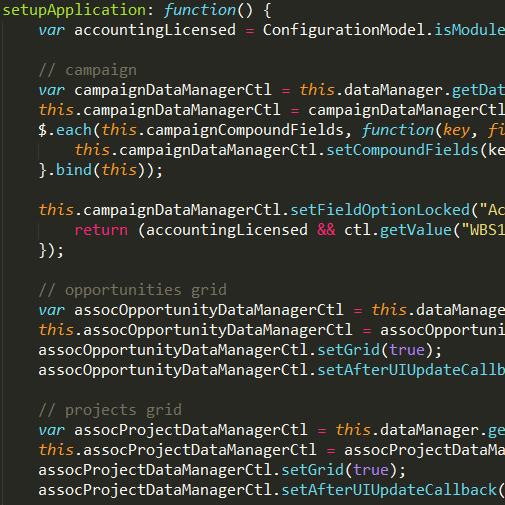 setupApplication: function() {
var accountingLicensed = ConfigurationModel.isModule
// campaign
var campaignDataManagerCtl = this.dataManager.getDat
this.campaignDataManagerCtl = campaignDataManagerCtl
$.each(this.campaignCompoundFields, function(key, fi
this.campaignDataManagerCtl.setCompoundFields(ke
}.bind(this));
this.campaignDataManagerCtl.setFieldOptionLocked("Ac
return (accountingLicensed && ctl.getValue("WBS1
});
// opportunities grid
var assocOpportunityDataManagerCtl = this.dataManage
this.assocOpportunityDataManagerCtl = assocOpportuni
assocOpportunityDataManagerCtl.setGrid(true);
assocOpportunityDataManagerCtl.setAfterUIUpdateCallb
// projects grid
var assocProjectDataManagerCtl = this.dataManager.ge
this.assocProjectDataManagerCtl = assocProjectDataMa
assocProjectDataManagerCtl.setGrid(true);
assocProjectDataManagerCtl.setAfterUIUpdateCallback(